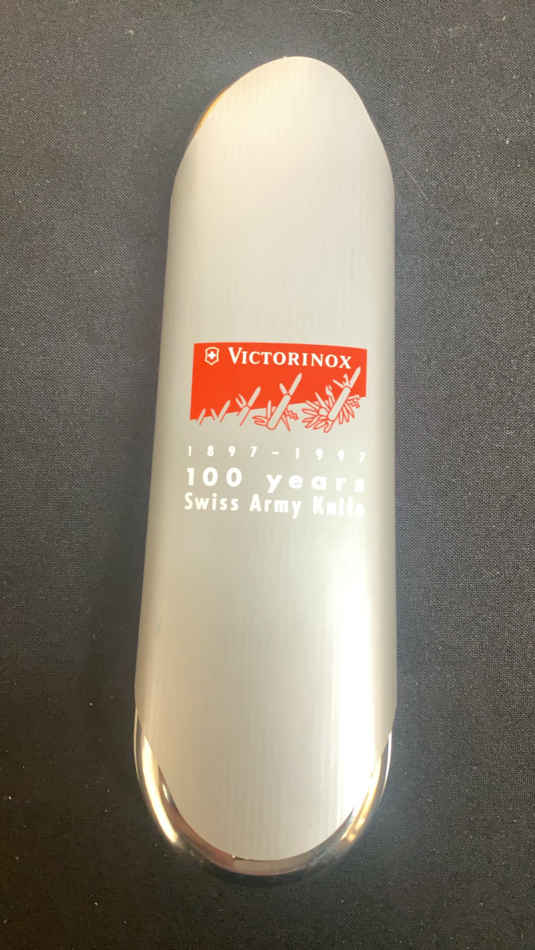 VICTORINOX
1897-1997
100 years
Swiss Army Knife